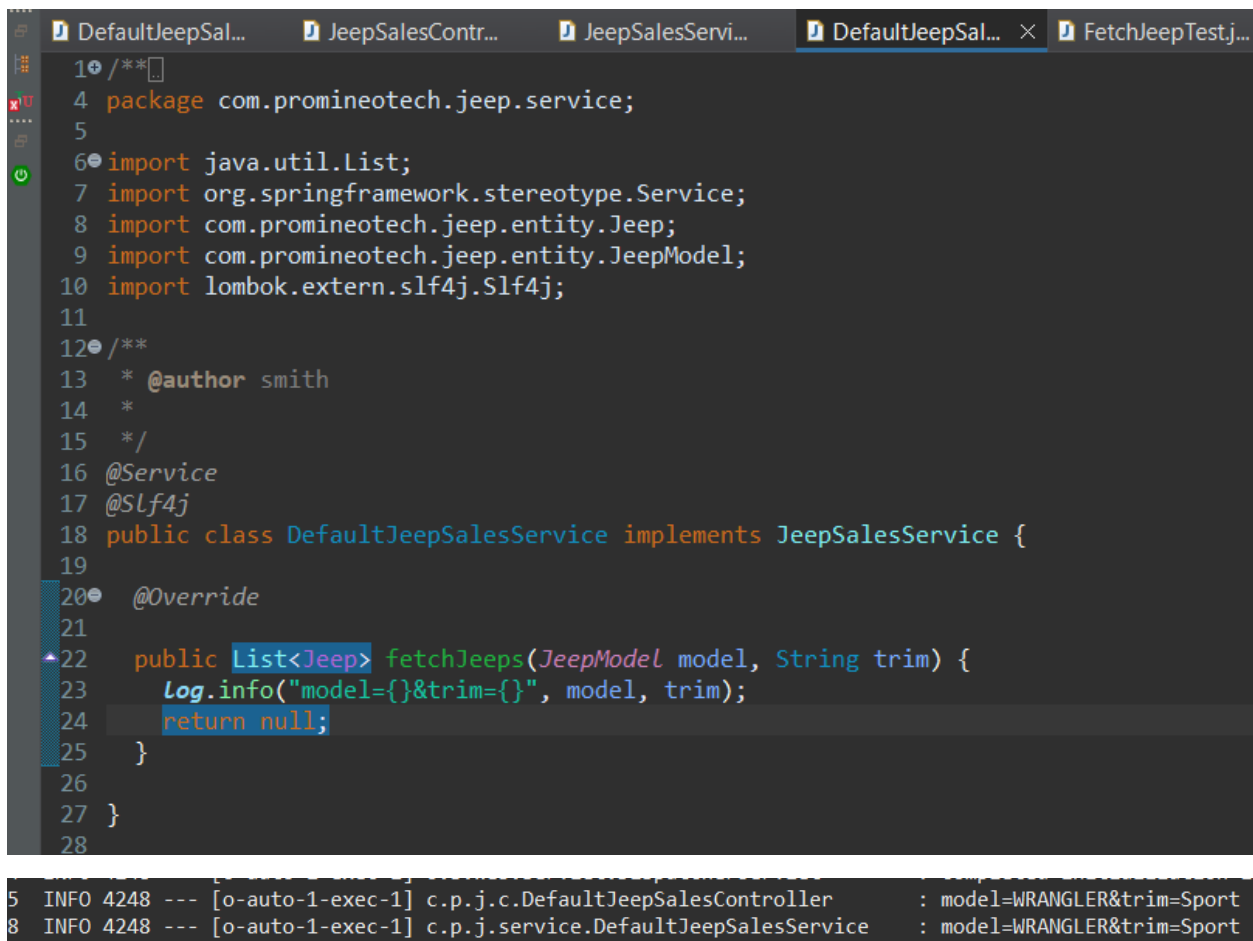 DefaultJeepSal... JeepSalesContr... JeepSalesServi... DefaultJeepSal... FetchJeepTest.j...
1 /**
4 package com.promineotech.jeep.service;
5
6 import java.util.List;
7 import org.springframework.stereotype.Service;
8 import com.promineotech.jeep.entity.Jeep;
9 import com.promineotech.jeep.entity.JeepModel;
10 import lombok.extern.slf4j.Slf4j;
11
12 /**
13 * @author smith
14 *
15 */
16 @Service
17 @Slf4j
18 public class DefaultJeepSalesService implements JeepSalesService {
19
20 @Override
21
22 public List<Jeep> fetchJeeps(JeepModel model, String trim) {
23 log.info("model={}&trim={}", model, trim);
24 return null;
25 }
26
27 }
28
5 INFO 4248 --- [o-auto-1-exec-1] c.p.j.c.DefaultJeepSalesController : model=WRANGLER&trim=Sport
8 INFO 4248 --- [o-auto-1-exec-1] c.p.j.service.DefaultJeepSalesService : model=WRANGLER&trim=Sport